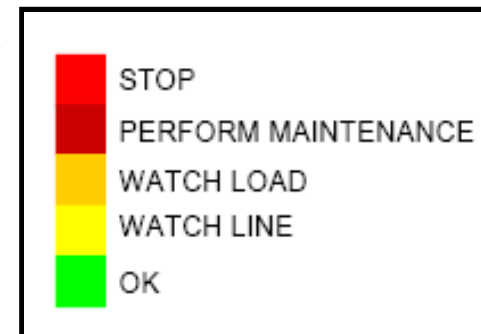 STOP
PERFORM MAINTENANCE
WATCH LOAD
WATCH LINE
OK